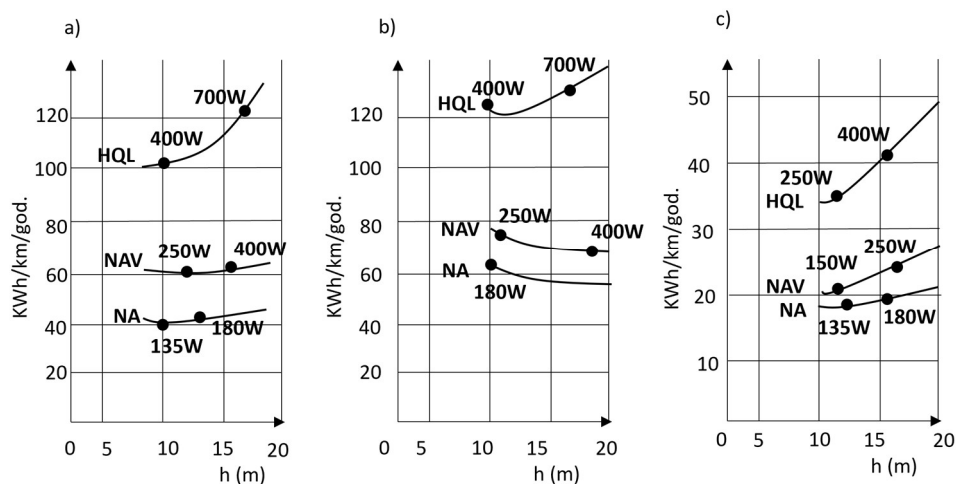 a)
KWh/km/god.
120
100
80
60
40
20
0
5
10
15
20
h (m)
HQL
400W
700W
NAV
250W
400W
NA
135W
180W
b)
KWh/km/god.
120
100
80
60
40
20
0
5
10
15
20
h (m)
HQL
400W
700W
NAV
250W
400W
NA
180W
c)
KWh/km/god.
50
40
30
20
10
0
5
10
15
20
h (m)
250W
HQL
400W
150W
NAV
250W
NA
135W
180W